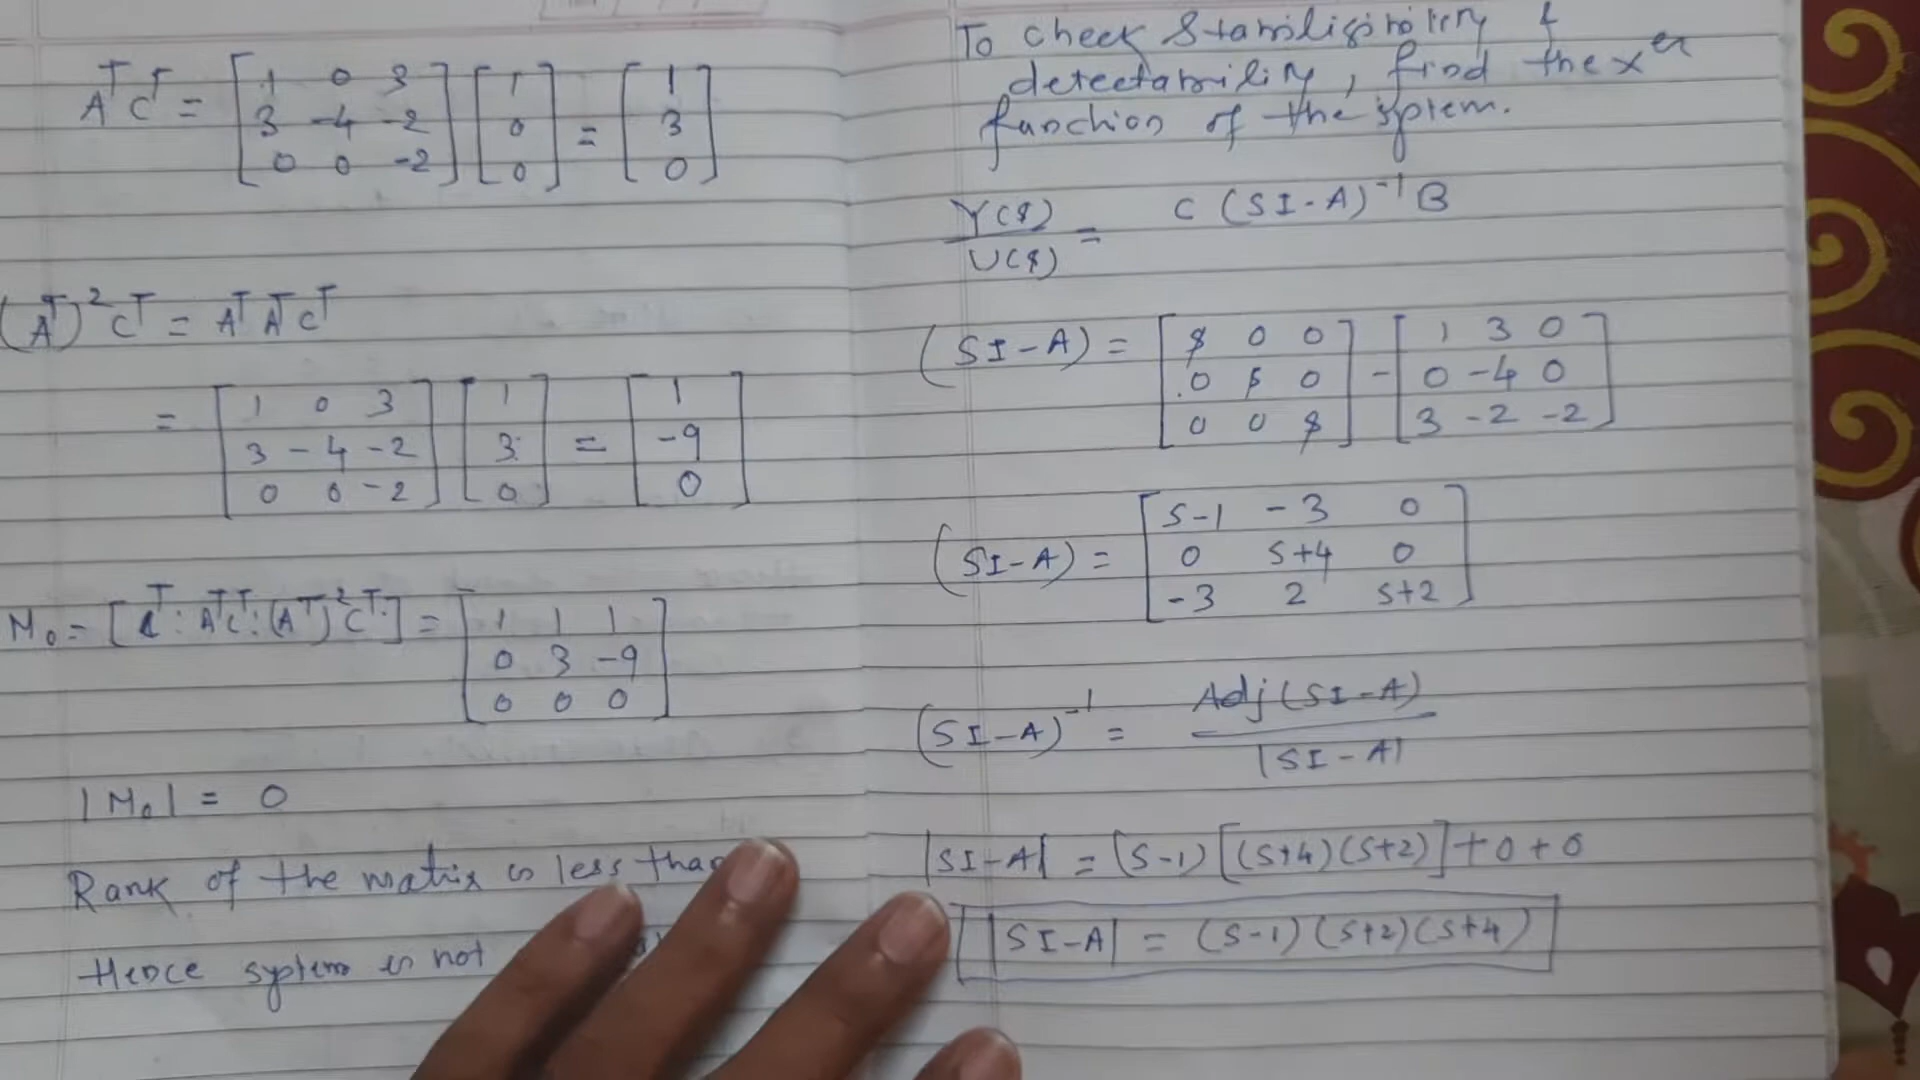 AᵀCᵀ = [1 0 3; 3 -4 -2; 0 0 -2] [1; 0; 0] = [1; 3; 0]
(Aᵀ)²Cᵀ = AᵀAᵀCᵀ
= [1 0 3; 3 -4 -2; 0 0 -2] [1; 3; 0] = [1; -9; 0]
M₀ = [Cᵀ : AᵀCᵀ : (Aᵀ)²Cᵀ] = [1 1 1; 0 3 -9; 0 0 0]
|M₀| = 0
Rank of the matrix is less than
Hence system is not
To check Stabilisibility &
detectability, find the xer
function of the system.
Y(s)/U(s) = C (SI-A)⁻¹ B
(SI-A) = [s 0 0; 0 s 0; 0 0 s] - [1 3 0; 0 -4 0; 3 -2 -2]
(SI-A) = [s-1 -3 0; 0 s+4 0; -3 2 s+2]
(SI-A)⁻¹ = Adj(SI-A)/|SI-A|
|SI-A| = (s-1)[(s+4)(s+2)]+0+0
|SI-A| = (s-1)(s+2)(s+4)